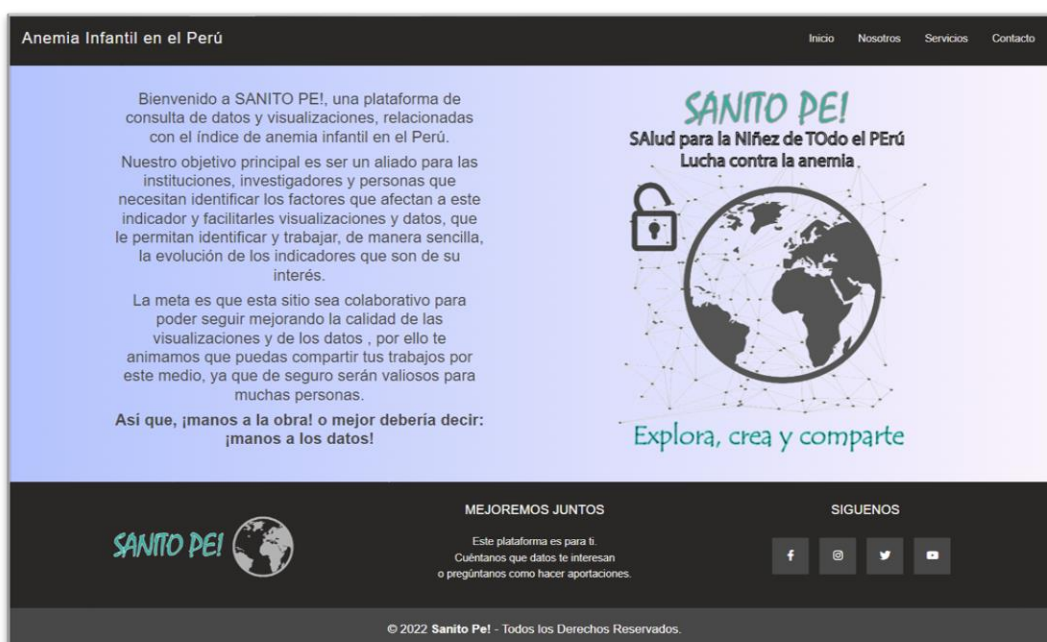 Anemia Infantil en el Perú
Inicio Nosotros Servicios Contacto
Bienvenido a SANITO PE!, una plataforma de
consulta de datos y visualizaciones, relacionadas
con el índice de anemia infantil en el Perú.
Nuestro objetivo principal es ser un aliado para las
instituciones, investigadores y personas que
necesitan identificar los factores que afectan a este
indicador y facilitarles visualizaciones y datos, que
le permitan identificar y trabajar, de manera sencilla,
la evolución de los indicadores que son de su
interés.
La meta es que esta sitio sea colaborativo para
poder seguir mejorando la calidad de las
visualizaciones y de los datos , por ello te
animamos que puedas compartir tus trabajos por
este medio, ya que de seguro serán valiosos para
muchas personas.
Así que, ¡manos a la obra! o mejor debería decir:
¡manos a los datos!
SANITO PE!
SAlud para la NIñez de TOdo el PErú
Lucha contra la anemia
Explora, crea y comparte
SANITO PE!
MEJOREMOS JUNTOS
Este plataforma es para ti.
Cuéntanos que datos te interesan
o pregúntanos como hacer aportaciones.
SIGUENOS
© 2022 Sanito Pe! - Todos los Derechos Reservados.